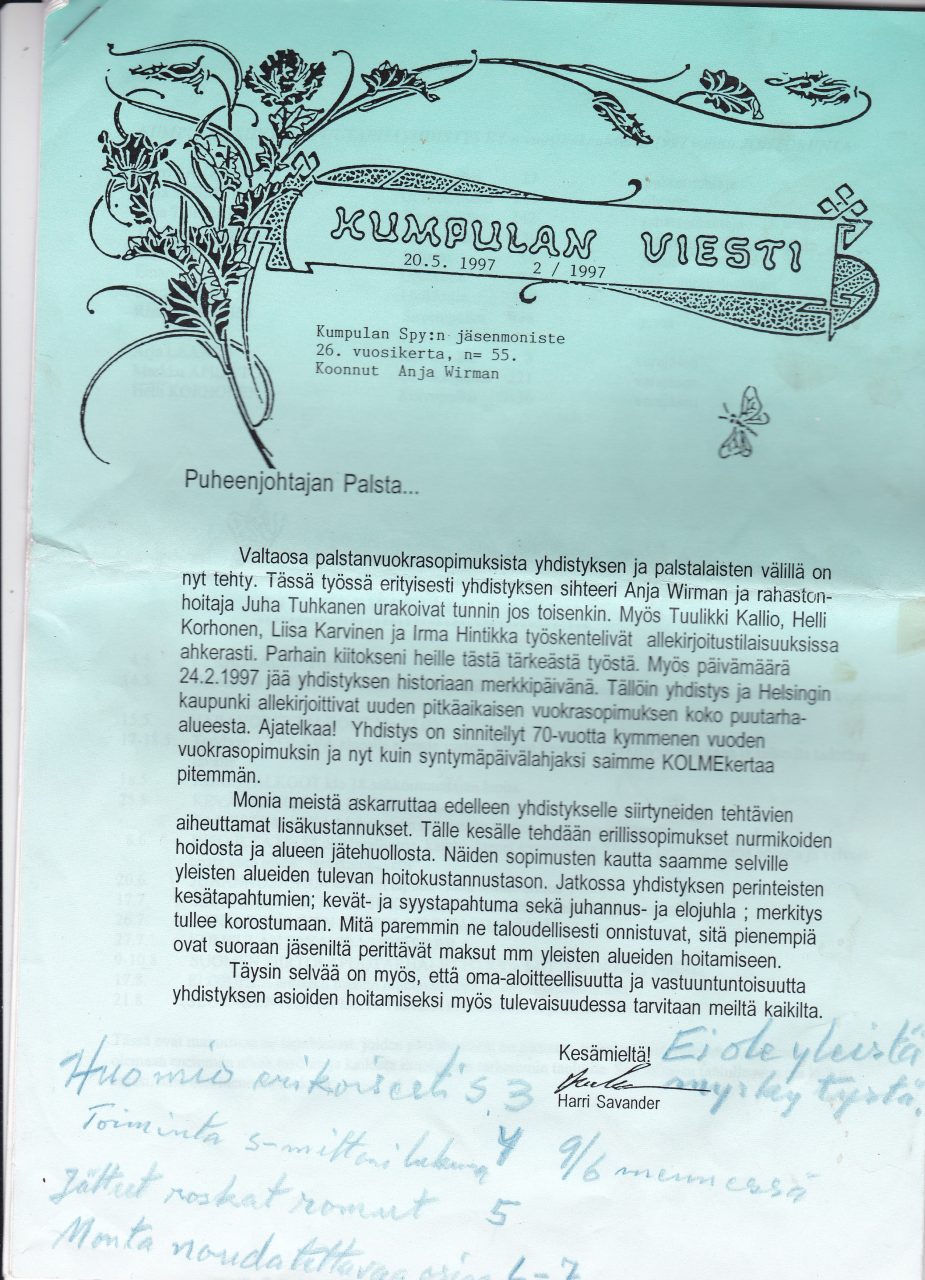 KUMPULAN VIESTI
20.5. 1997 2 / 1997
Kumpulan Spy:n jäsenmoniste
26. vuosikerta, n= 55.
Koonnut Anja Wirman
Puheenjohtajan Palsta...
Valtaosa palstanvuokrasopimuksista yhdistyksen ja palstalaisten välillä on
nyt tehty. Tässä työssä erityisesti yhdistyksen sihteeri Anja Wirman ja rahaston-
hoitaja Juha Tuhkanen urakoivat tunnin jos toisenkin. Myös Tuulikki Kallio, Helli
Korhonen, Liisa Karvinen ja Irma Hintikka työskentelivät allekirjoitustilaisuuksissa
ahkerasti. Parhain kiitokseni heille tästä tärkeästä työstä. Myös päivämäärä
24.2.1997 jää yhdistyksen historiaan merkkipäivänä. Tällöin yhdistys ja Helsingin
kaupunki allekirjoittivat uuden pitkäaikaisen vuokrasopimuksen koko puutarha-
alueesta. Ajatelkaa! Yhdistys on sinnitellyt 70-vuotta kymmenen vuoden
vuokrasopimuksin ja nyt kuin syntymäpäivälahjaksi saimme KOLMEkertaa
pitemmän.
Monia meistä askarruttaa edelleen yhdistykselle siirtyneiden tehtävien
aiheuttamat lisäkustannukset. Tälle kesälle tehdään erillissopimukset nurmikoiden
hoidosta ja alueen jätehuollosta. Näiden sopimusten kautta saamme selville
yleisten alueiden tulevan hoitokustannustason. Jatkossa yhdistyksen perinteisten
kesätapahtumien; kevät- ja syystapahtuma sekä juhannus- ja elojuhla ; merkitys
tullee korostumaan. Mitä paremmin ne taloudellisesti onnistuvat, sitä pienempiä
ovat suoraan jäseniltä perittävät maksut mm yleisten alueiden hoitamiseen.
Täysin selvää on myös, että oma-aloitteellisuutta ja vastuuntuntoisuutta
yhdistyksen asioiden hoitamiseksi myös tulevaisuudessa tarvitaan meiltä kaikilta.
Kesämieltä!
Harri Savander
Ei ole yleistä
myrkytystä.
Huomio erikoisesti s. 3
Toiminta s-mittari lukema 4 9/6 mennessä
Jätteet roskat romut 5
Monta noudatettavaa 6-7